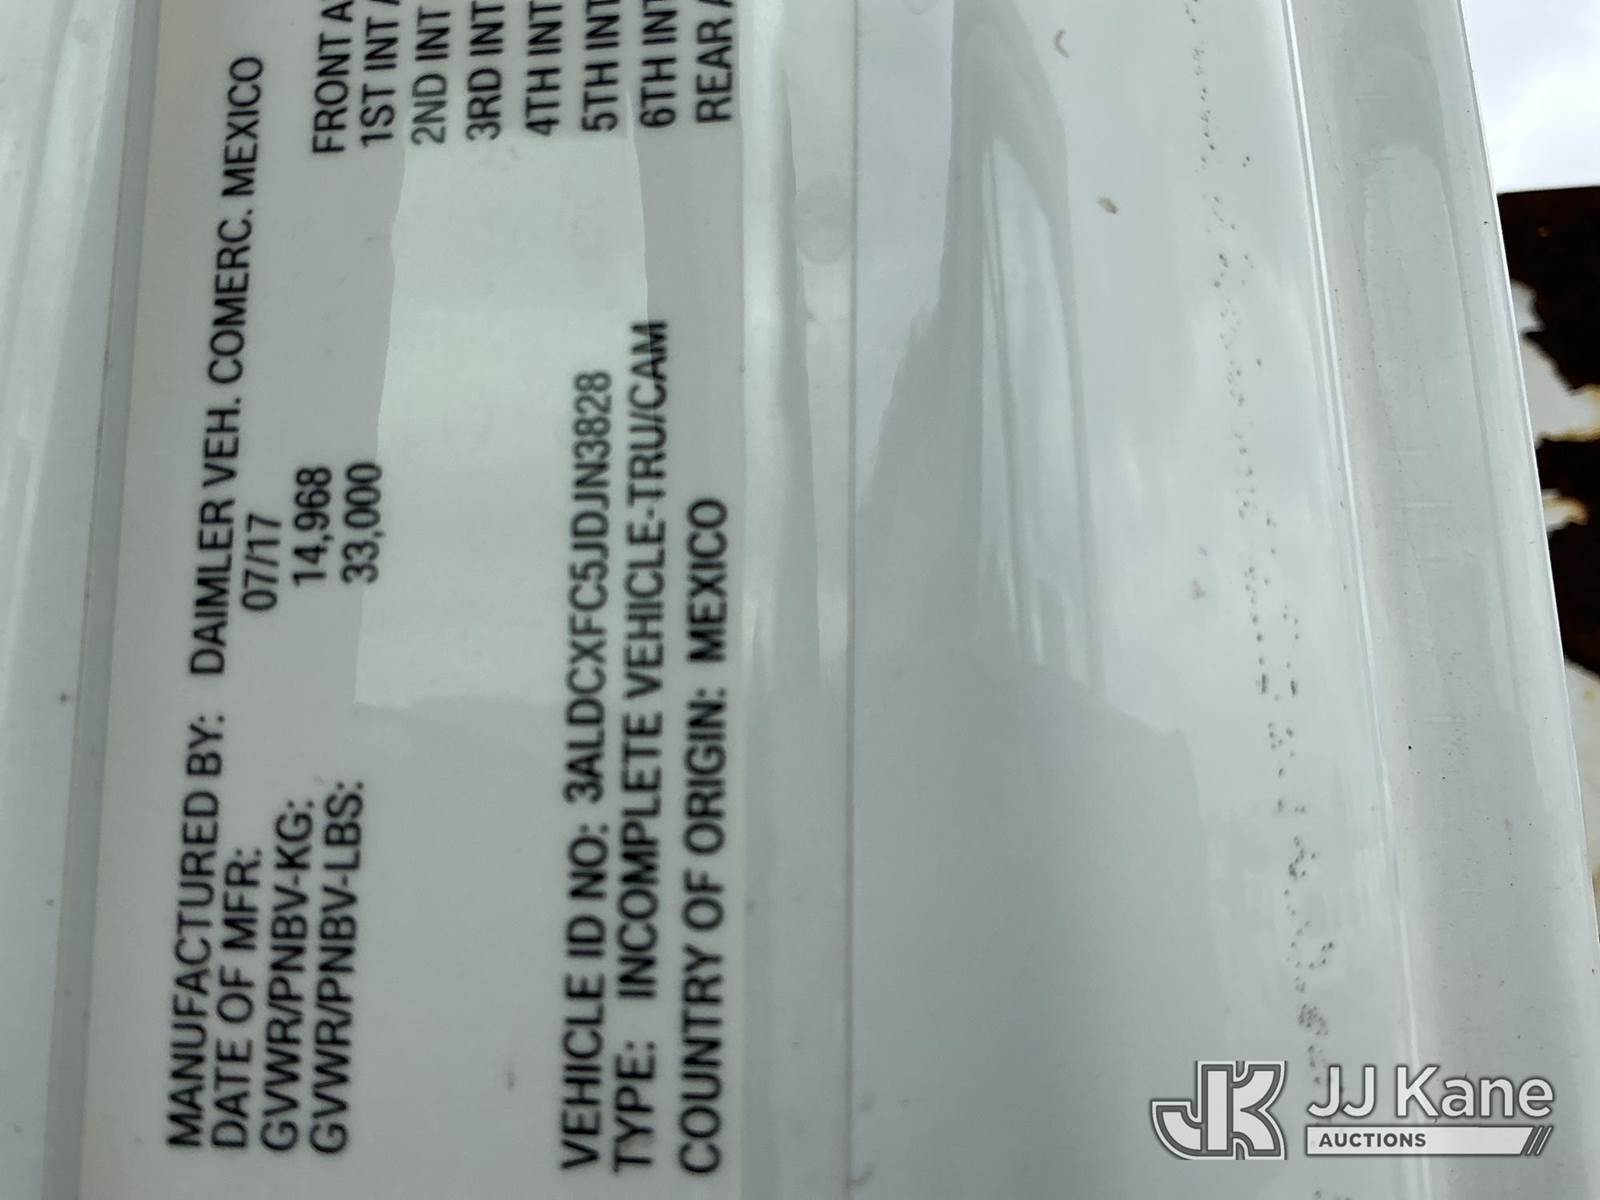 MANUFACTURED BY: DAIMLER VEH. COMERC. MEXICO
DATE OF MFR: 07/17
GVWR/PNBV-KG: 14,968
GVWR/PNBV-LBS: 33,000
FRONT A
1ST INT A
2ND INT
3RD INT
4TH INT
5TH INT
6TH INT
REAR A
VEHICLE ID NO: 3ALDCXFC5JDJN3828
TYPE: INCOMPLETE VEHICLE-TRU/CAM
COUNTRY OF ORIGIN: MEXICO
JK JJ Kane
AUCTIONS